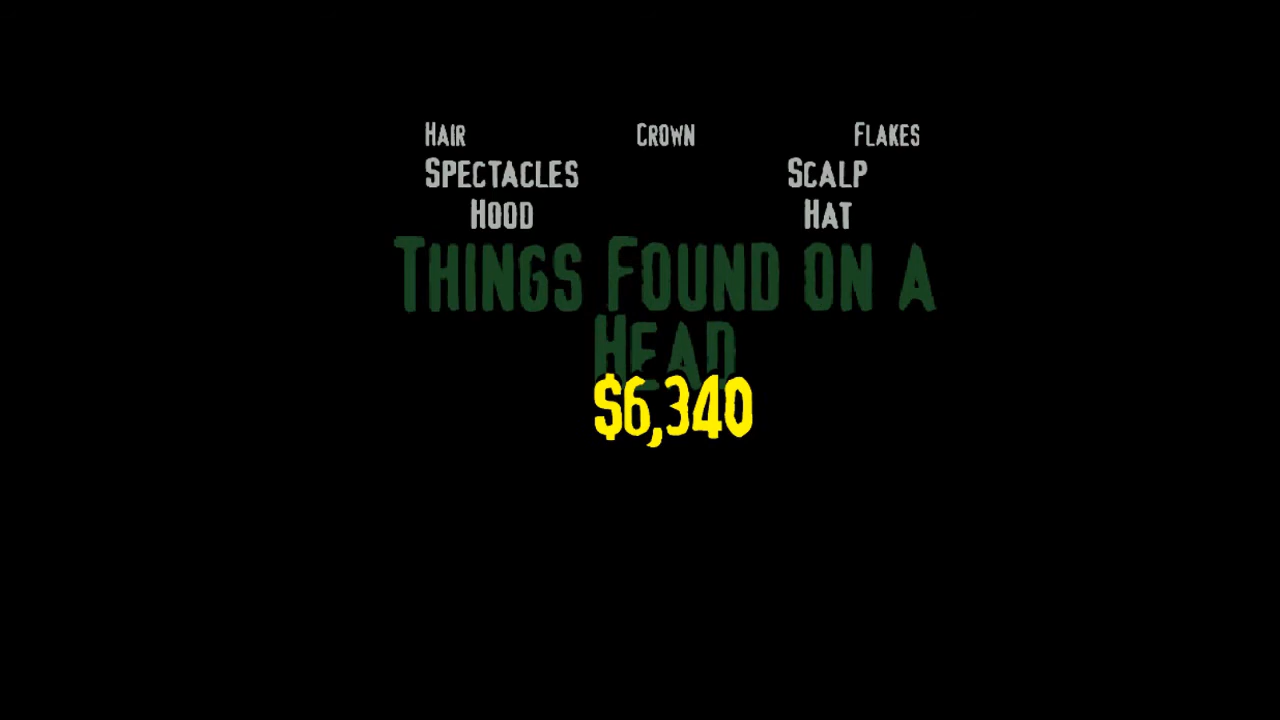 Hair Crown Flakes
Spectacles Scalp
Hood Hat
Things Found on a
Head
$6,340